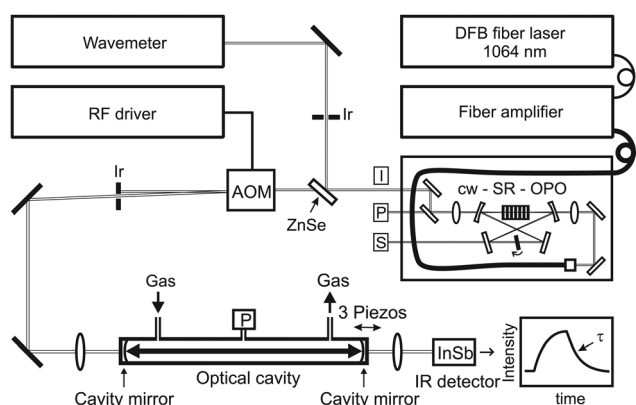 Wavemeter
DFB fiber laser
1064 nm
RF driver
Ir
Fiber amplifier
Ir
AOM
ZnSe
I
P
S
cw - SR - OPO
Gas
Gas
P
3 Piezos
Optical cavity
Cavity mirror
Cavity mirror
InSb
IR detector
Intensity
τ
time